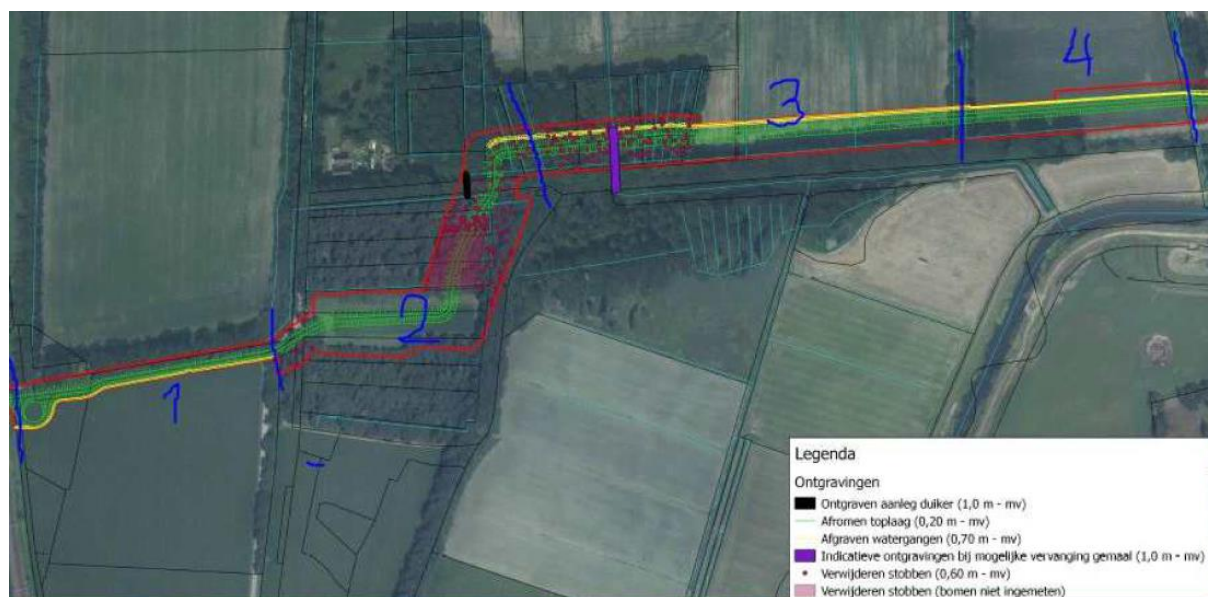 4
3
2
1
Legenda
Ontgravingen
Ontgraven aanleg duiker (1,0 m - mv)
Afromen toplaag (0,20 m - mv)
Afgraven watergangen (0,70 m - mv)
Indicatieve ontgravingen bij mogelijke vervanging gemaal (1,0 m - mv)
Verwijderen stobben (0,60 m - mv)
Verwijderen stobben (bomen niet ingemeten)